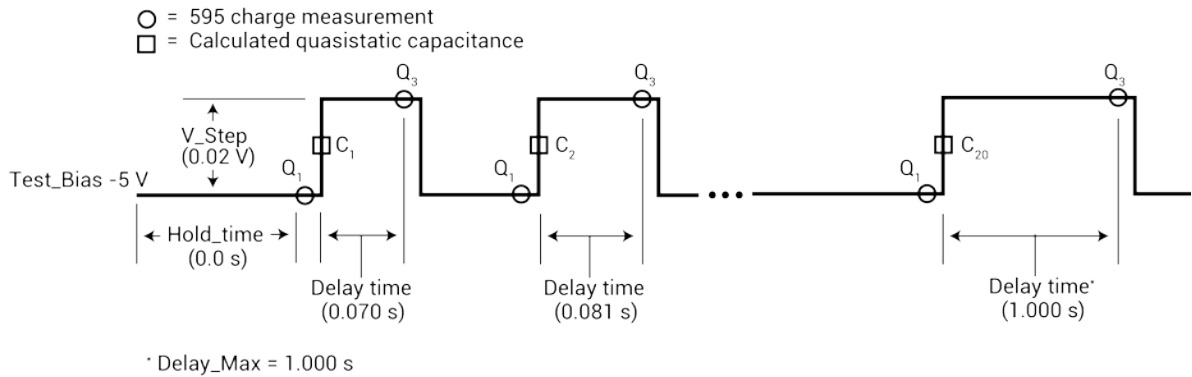 = 595 charge measurement
= Calculated quasistatic capacitance
Q3
Q3
Q3
V_Step
(0.02 V)
C1
C2
C20
Q1
Q1
Q1
Test_Bias -5 V
Hold_time
(0.0 s)
Delay time
(0.070 s)
Delay time
(0.081 s)
Delay time*
(1.000 s)
* Delay_Max = 1.000 s